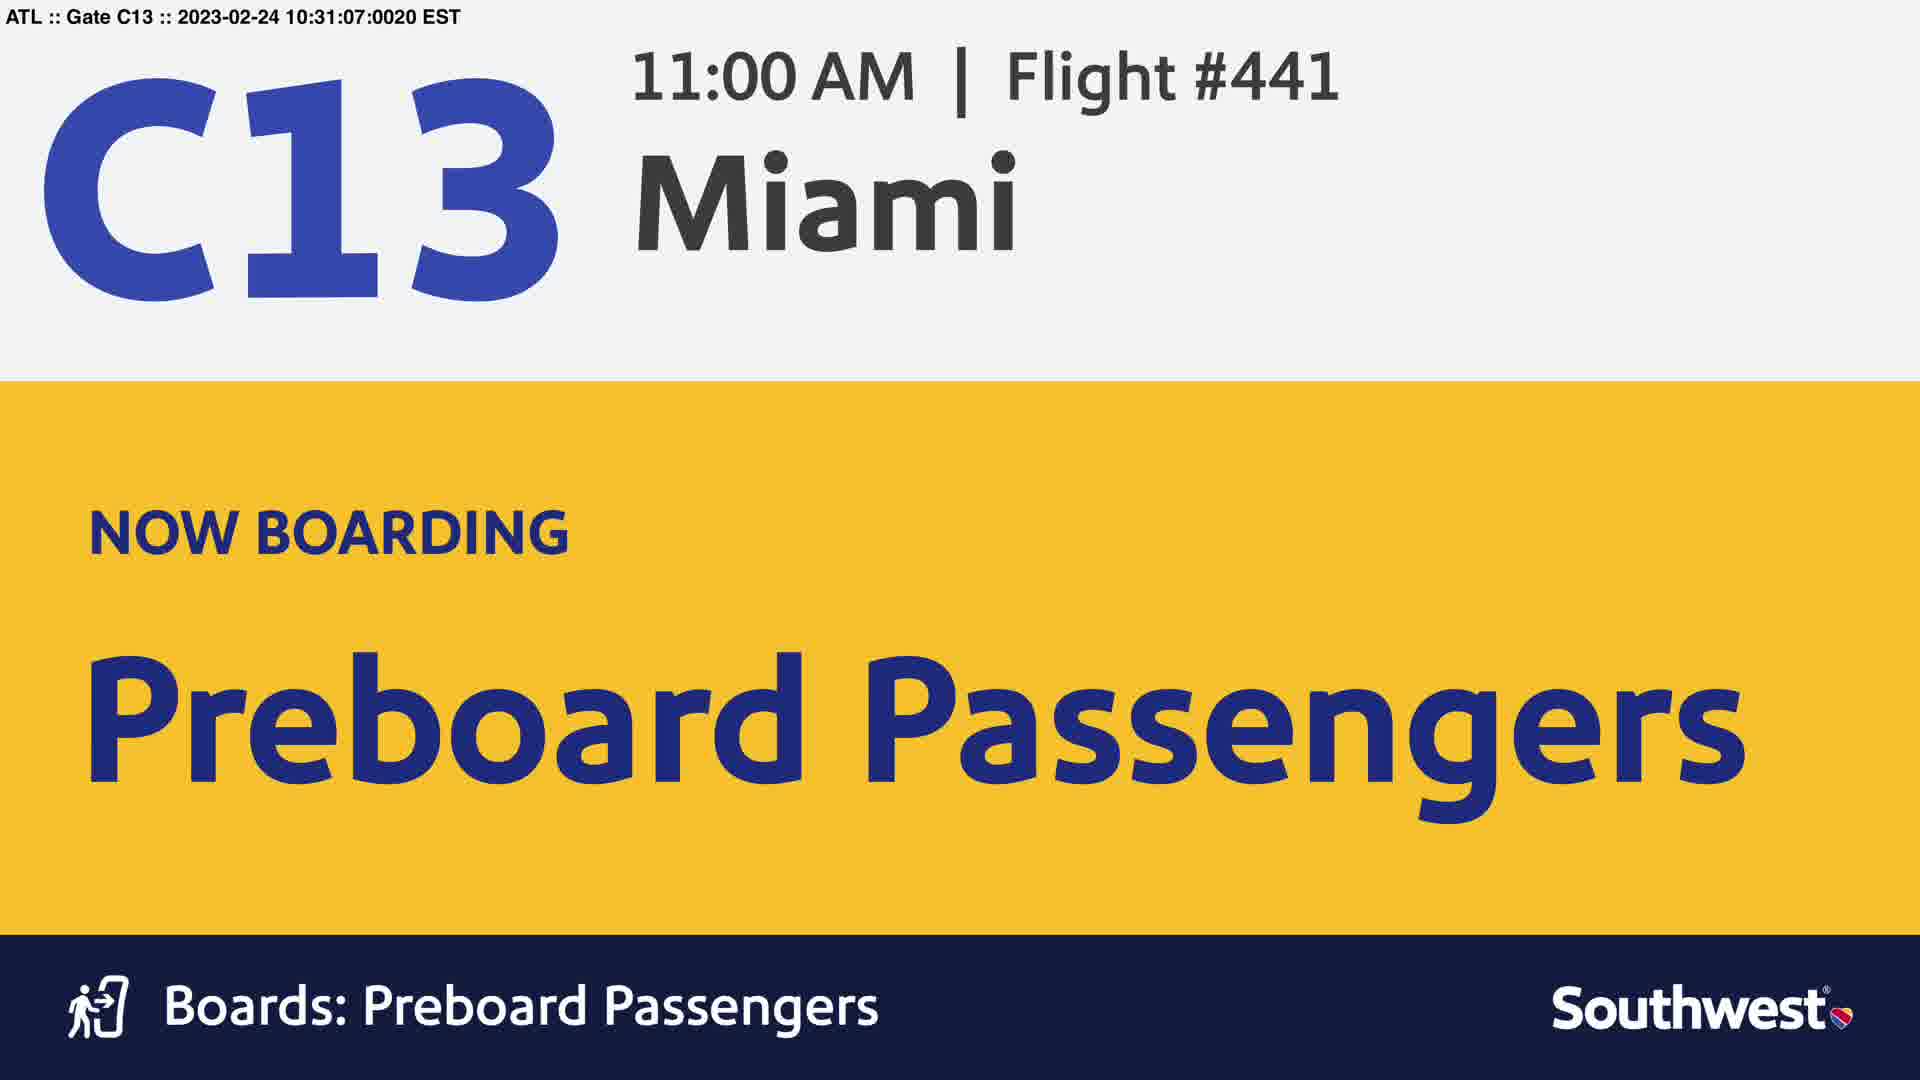 ATL :: Gate C13 :: 2023-02-24 10:31:07:0020 EST
C13
11:00 AM | Flight #441
Miami
NOW BOARDING
Preboard Passengers
Boards: Preboard Passengers
Southwest®